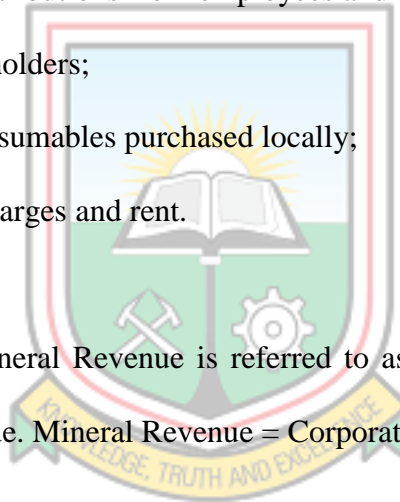 holders;
sumables purchased locally;
arges and rent.
neral Revenue is referred to as
e. Mineral Revenue = Corporat
KNOWLEDGE, TRUTH AND EXCELLENCE